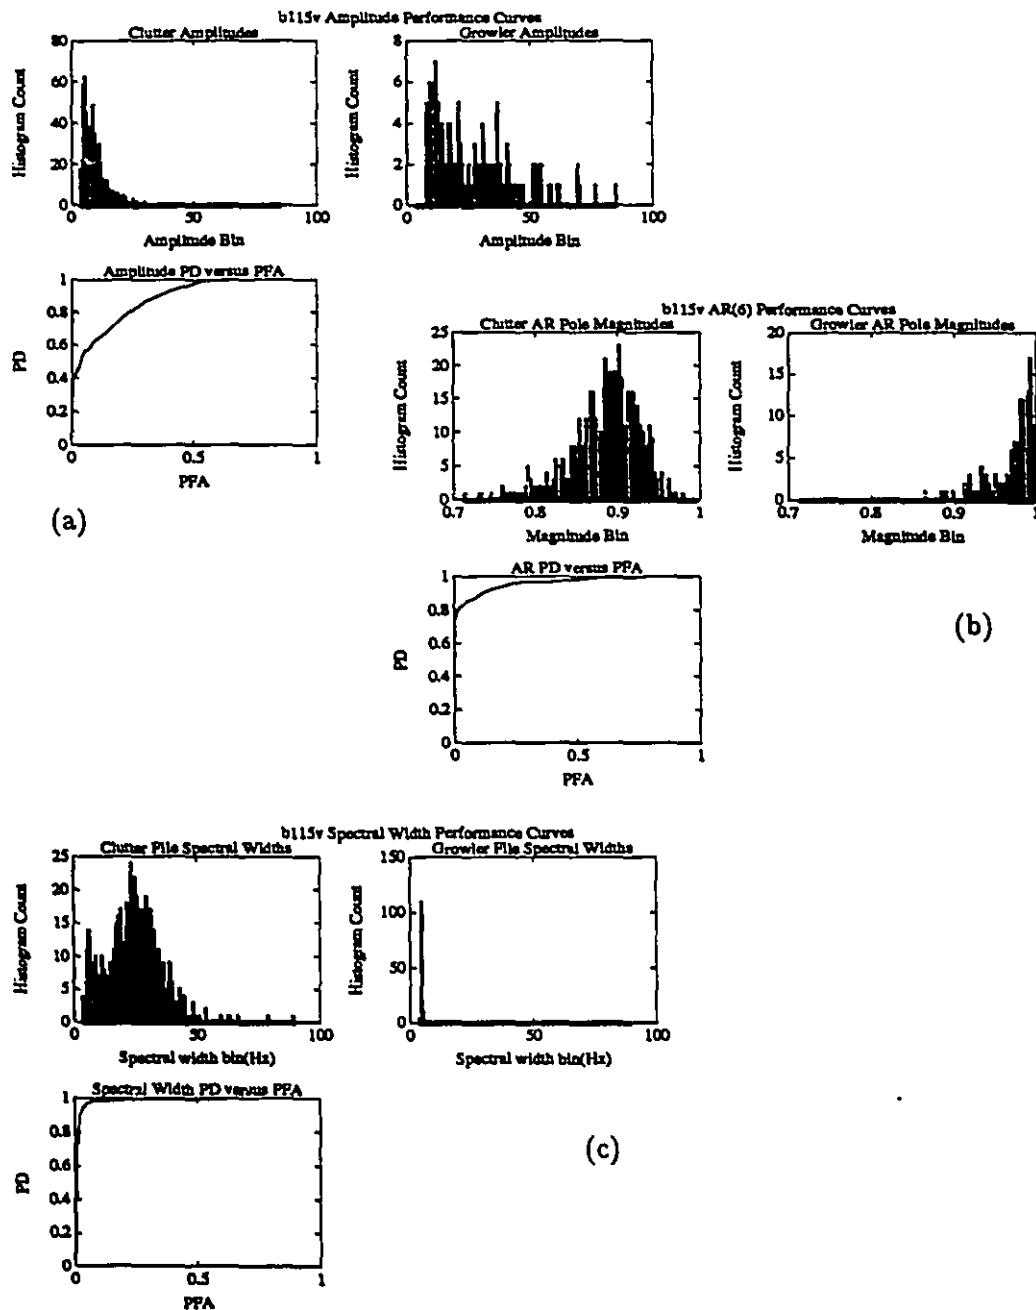 b115v Amplitude Performance Curves
Clutter Amplitudes
Histogram Count
80
60
40
20
0
0 50 100
Amplitude Bin
Growler Amplitudes
Histogram Count
8
6
4
2
0
0 50 100
Amplitude Bin
Amplitude PD versus PFA
PD
1
0.8
0.6
0.4
0.2
0
0 0.5 1
PFA
(a)
b115v AR(6) Performance Curves
Clutter AR Pole Magnitudes
Histogram Count
25
20
15
10
5
0
0.7 0.8 0.9 1
Magnitude Bin
Growler AR Pole Magnitudes
Histogram Count
20
15
10
5
0
0.7 0.8 0.9 1
Magnitude Bin
AR PD versus PFA
PD
1
0.8
0.6
0.4
0.2
0
0 0.5 1
PFA
(b)
b115v Spectral Width Performance Curves
Clutter File Spectral Widths
Histogram Count
25
20
15
10
5
0
0 50 100
Spectral width bin(Hz)
Growler File Spectral Widths
Histogram Count
150
100
50
0
0 50 100
Spectral width bin(Hz)
Spectral Width PD versus PFA
PD
1
0.8
0.6
0.4
0.2
0
0 0.5 1
PFA
(c)